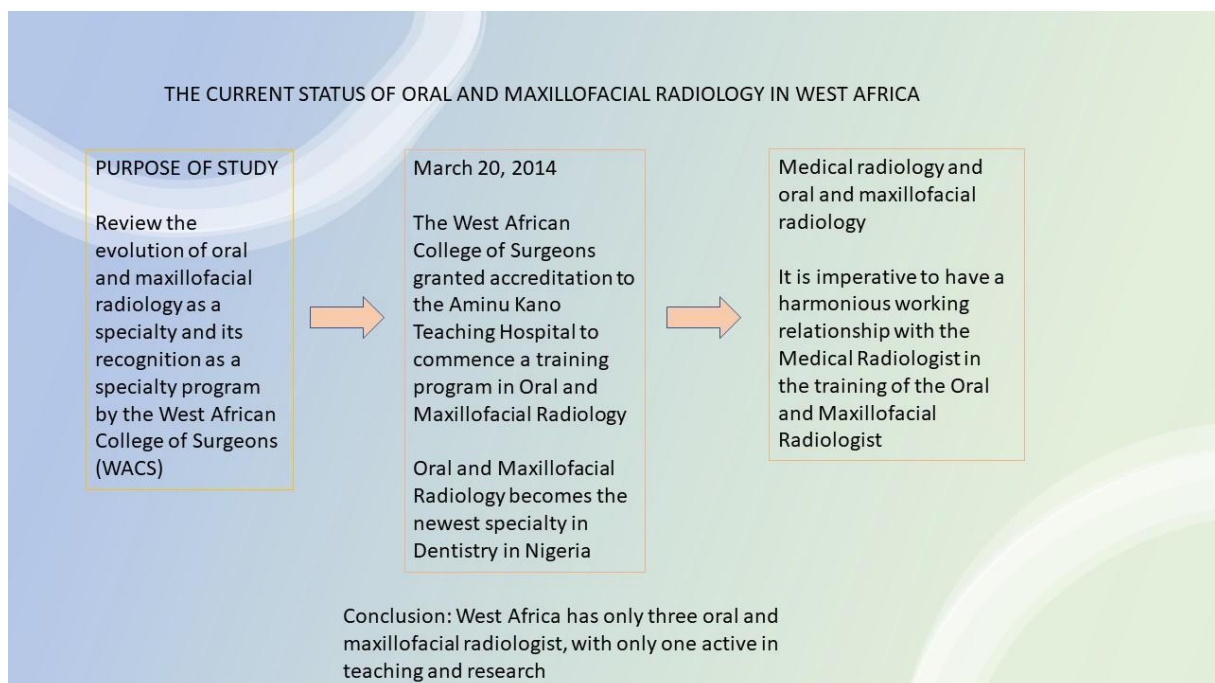 THE CURRENT STATUS OF ORAL AND MAXILLOFACIAL RADIOLOGY IN WEST AFRICA
PURPOSE OF STUDY
Review the
evolution of oral
and maxillofacial
radiology as a
specialty and its
recognition as a
specialty program
by the West African
College of Surgeons
(WACS)
March 20, 2014
The West African
College of Surgeons
granted accreditation to
the Aminu Kano
Teaching Hospital to
commence a training
program in Oral and
Maxillofacial Radiology
Oral and Maxillofacial
Radiology becomes the
newest specialty in
Dentistry in Nigeria
Medical radiology and
oral and maxillofacial
radiology
It is imperative to have a
harmonious working
relationship with the
Medical Radiologist in
the training of the Oral
and Maxillofacial
Radiologist
Conclusion: West Africa has only three oral and
maxillofacial radiologist, with only one active in
teaching and research